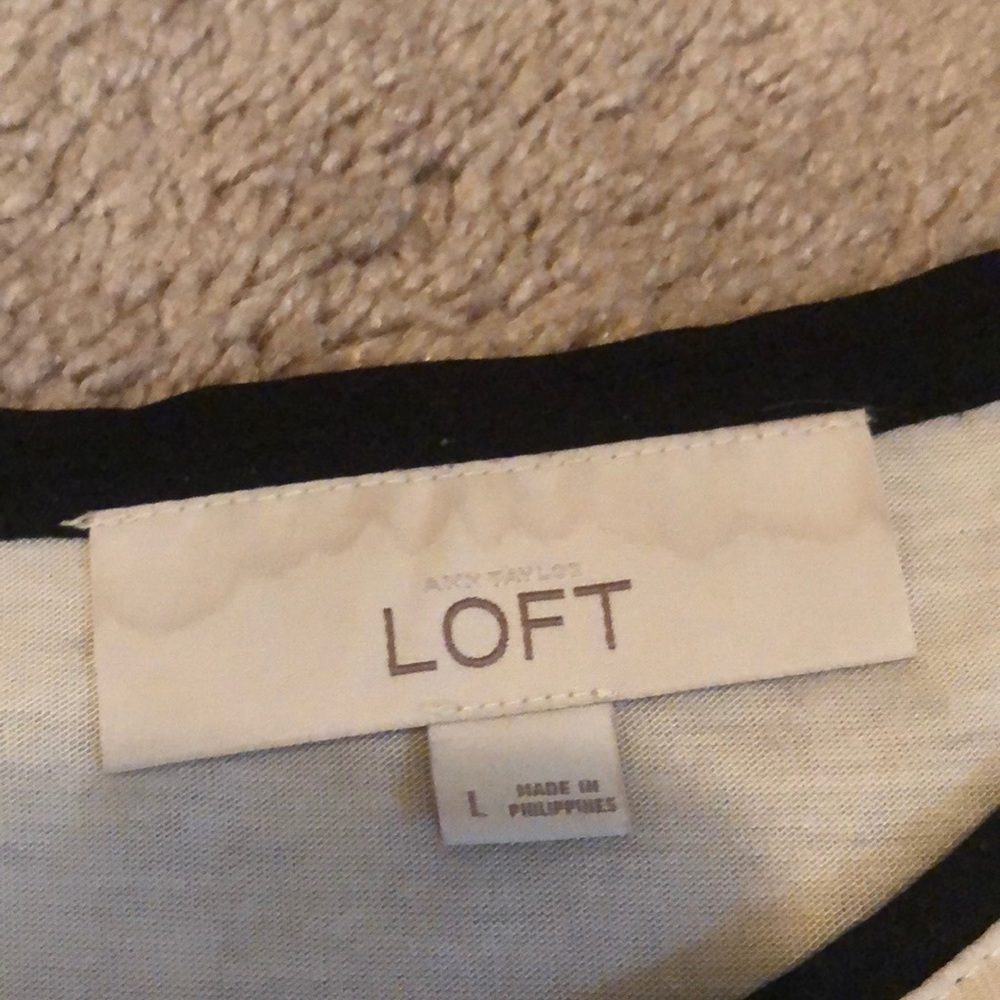 ANN TAYLOR
LOFT
L
MADE IN
PHILIPPINES